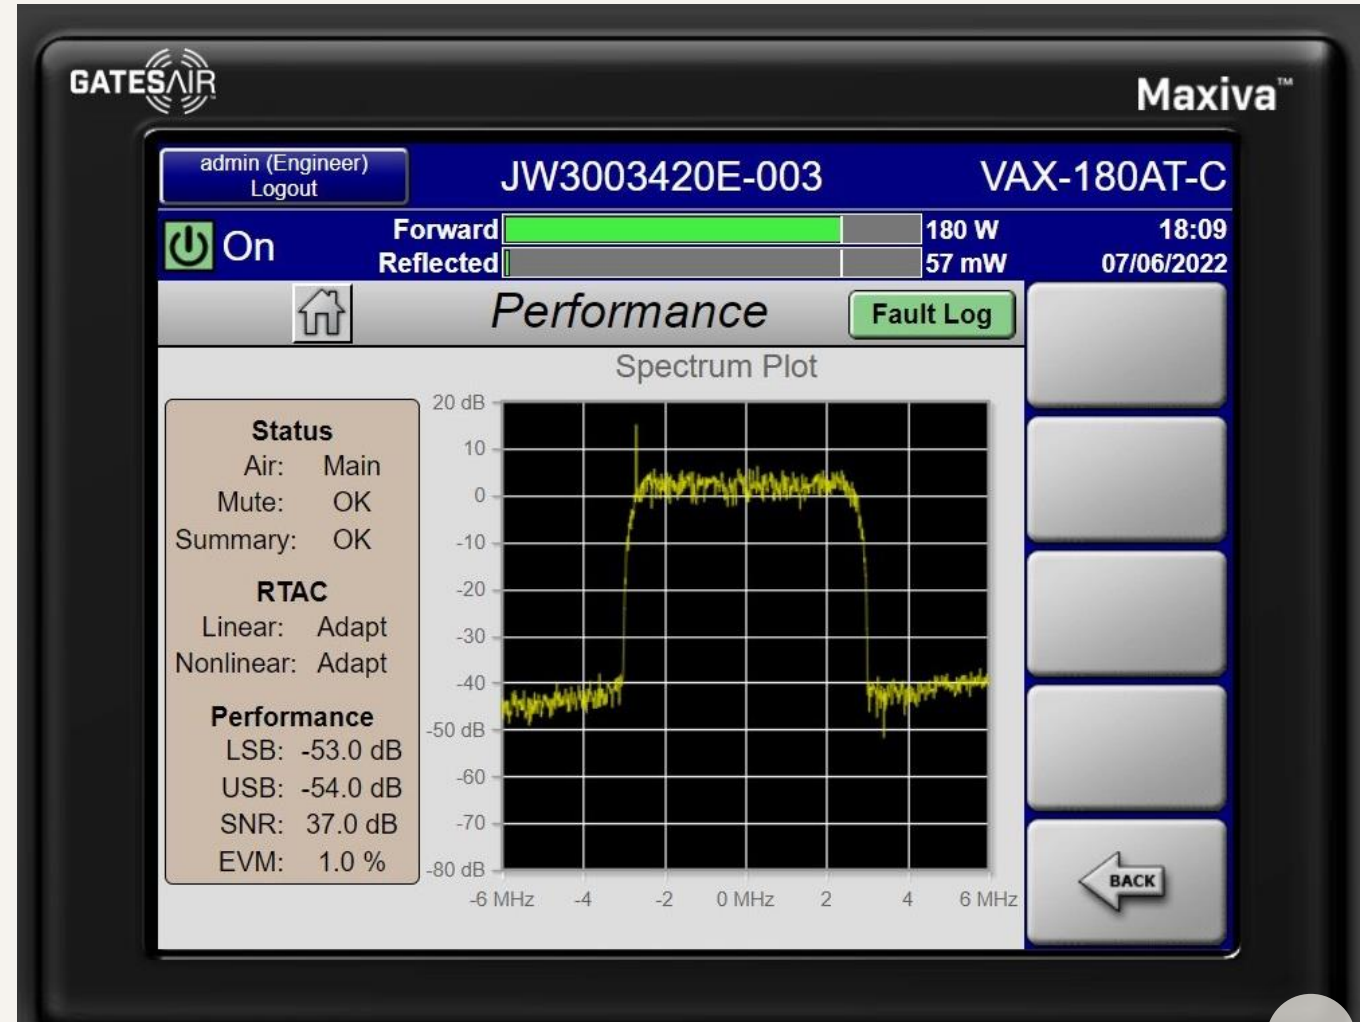 GATESAIR
Maxiva™
admin (Engineer)
Logout
JW3003420E-003
VAX-180AT-C
On
Forward
180 W
18:09
Reflected
57 mW
07/06/2022
Performance
Fault Log
Spectrum Plot
Status
Air: Main
Mute: OK
Summary: OK
RTAC
Linear: Adapt
Nonlinear: Adapt
Performance
LSB: -53.0 dB
USB: -54.0 dB
SNR: 37.0 dB
EVM: 1.0 %
20 dB
10
0
-10
-20
-30
-40
-50 dB
-60
-70
-80 dB
-6 MHz -4 -2 0 MHz 2 4 6 MHz
BACK